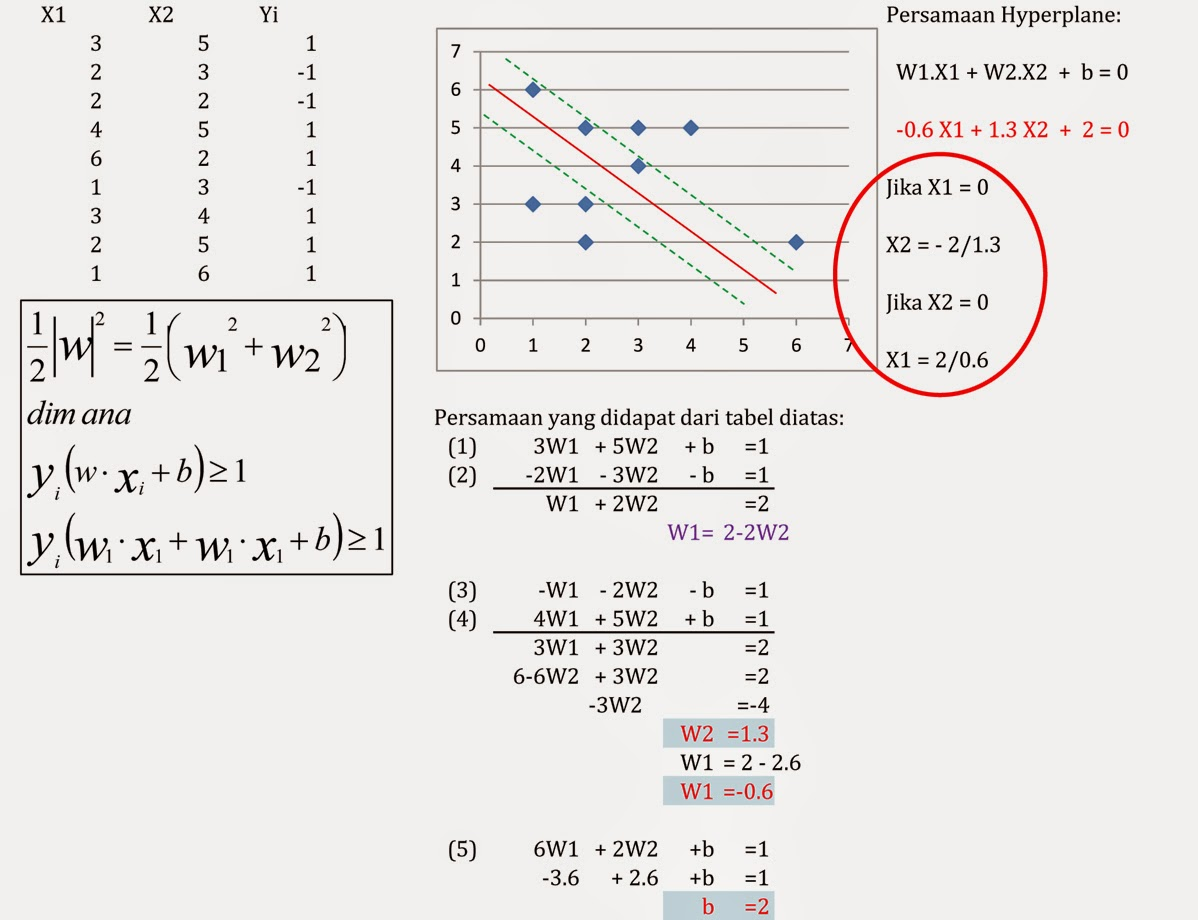 X1 X2 Yi
3 5 1
2 3 -1
2 2 -1
4 5 1
6 2 1
1 3 -1
3 4 1
2 5 1
1 6 1
1/2 |w|² = 1/2 (w1² + w2²)
dim ana
yi(w · xi + b) ≥ 1
yi(w1 · x1 + w1 · x1 + b) ≥ 1
7
6
5
4
3
2
1
0
0 1 2 3 4 5 6 7
Persamaan Hyperplane:
W1.X1 + W2.X2 + b = 0
-0.6 X1 + 1.3 X2 + 2 = 0
Jika X1 = 0
X2 = - 2/1.3
Jika X2 = 0
X1 = 2/0.6
Persamaan yang didapat dari tabel diatas:
(1) 3W1 + 5W2 + b =1
(2) -2W1 - 3W2 - b =1
W1 + 2W2 =2
W1= 2-2W2
(3) -W1 - 2W2 - b =1
(4) 4W1 + 5W2 + b =1
3W1 + 3W2 =2
6-6W2 + 3W2 =2
-3W2 =-4
W2 =1.3
W1 = 2 - 2.6
W1 =-0.6
(5) 6W1 + 2W2 +b =1
-3.6 + 2.6 +b =1
b =2